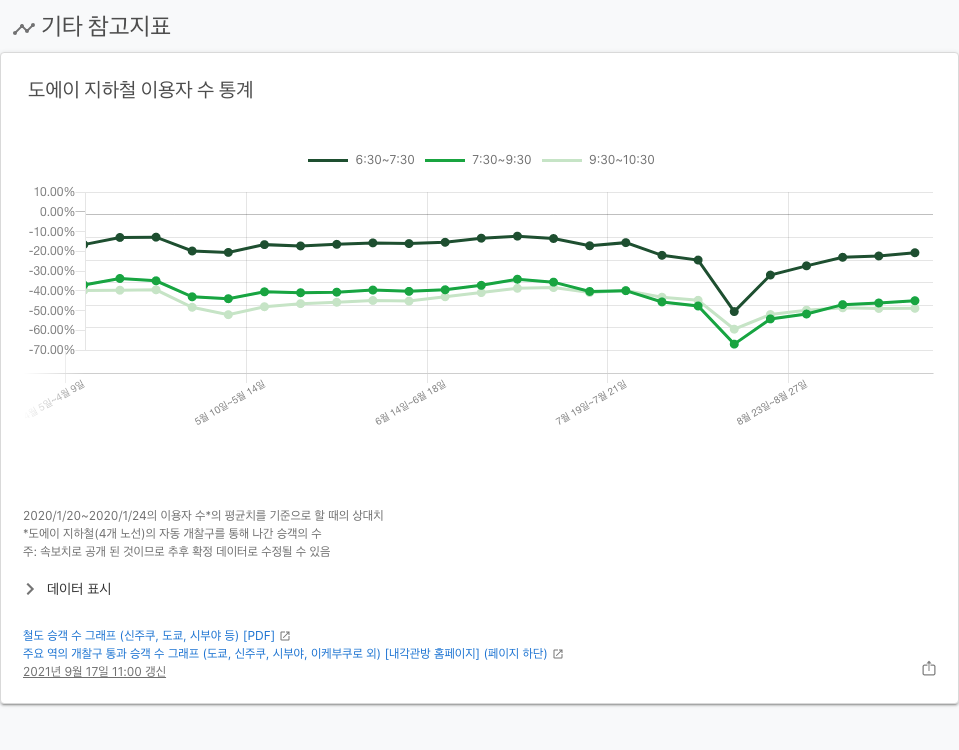 기타 참고지표
도에이 지하철 이용자 수 통계
6:30~7:30 7:30~9:30 9:30~10:30
10.00%
0.00%
-10.00%
-20.00%
-30.00%
-40.00%
-50.00%
-60.00%
-70.00%
5일~4월 9일
5월 10일~5월 14일
6월 14일~6월 18일
7월 19일~7월 21일
8월 23일~8월 27일
2020/1/20~2020/1/24의 이용자 수*의 평균치를 기준으로 할 때의 상대치
*도에이 지하철(4개 노선)의 자동 개찰구를 통해 나간 승객의 수
주: 속보치로 공개 된 것이므로 추후 확정 데이터로 수정될 수 있음
데이터 표시
철도 승객 수 그래프 (신주쿠, 도쿄, 시부야 등) [PDF]
주요 역의 개찰구 통과 승객 수 그래프 (도쿄, 신주쿠, 시부야, 이케부쿠로 외) [내각관방 홈페이지] (페이지 하단)
2021년 9월 17일 11:00 갱신